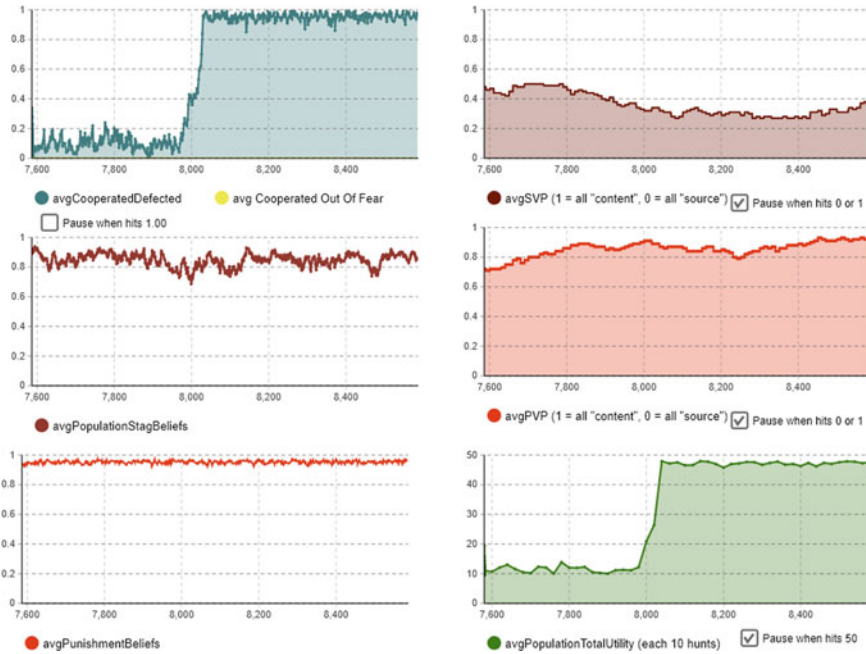 1
0.8
0.6
0.4
0.2
0
7,600 7,800 8,000 8,200 8,400
avgCooperatedDefected avg Cooperated Out Of Fear
Pause when hits 1.00
1
0.8
0.6
0.4
0.2
0
7,600 7,800 8,000 8,200 8,400
avgSVP (1 = all "content", 0 = all "source") Pause when hits 0 or 1
1
0.8
0.6
0.4
0.2
0
7,600 7,800 8,000 8,200 8,400
avgPopulationStagBeliefs
1
0.8
0.6
0.4
0.2
0
7,600 7,800 8,000 8,200 8,400
avgPVP (1 = all "content", 0 = all "source") Pause when hits 0 or 1
1
0.8
0.6
0.4
0.2
0
7,600 7,800 8,000 8,200 8,400
avgPunishmentBeliefs
50
40
30
20
10
0
7,600 7,800 8,000 8,200 8,400
avgPopulationTotalUtility (each 10 hunts) Pause when hits 50